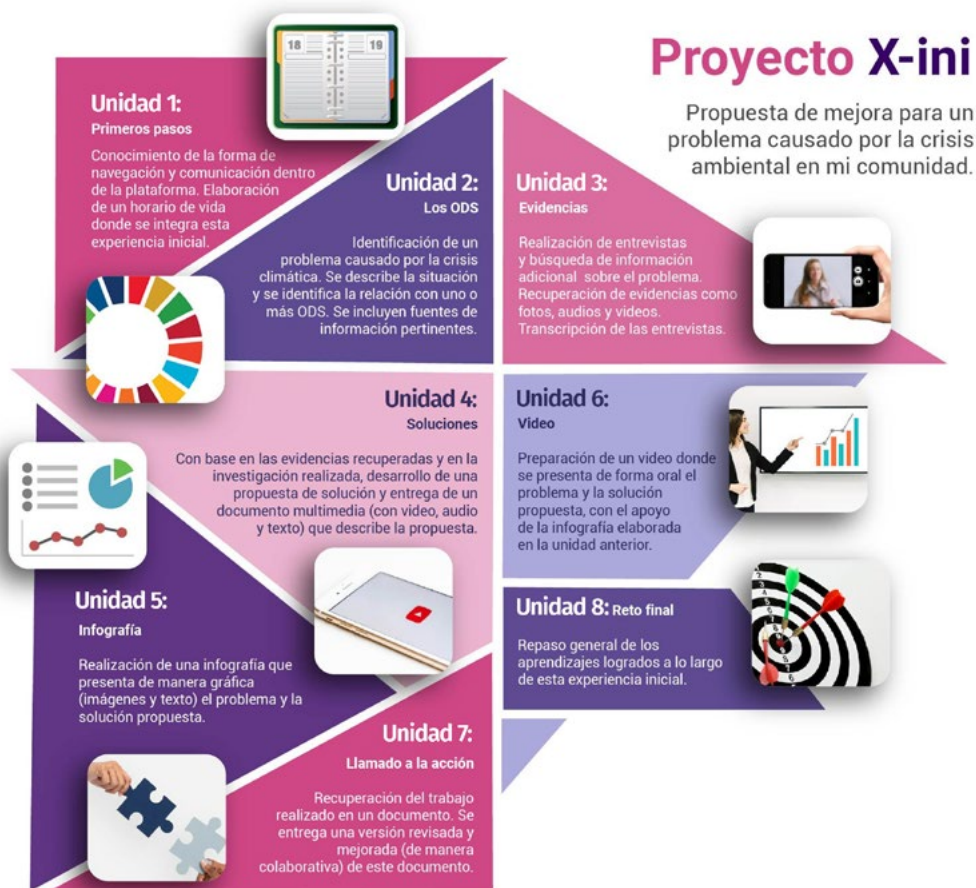 Proyecto X-ini
Propuesta de mejora para un
problema causado por la crisis
ambiental en mi comunidad.
18
19
Unidad 1:
Primeros pasos
Conocimiento de la forma de
navegación y comunicación dentro
de la plataforma. Elaboración
de un horario de vida
donde se integra esta
experiencia inicial.
Unidad 2:
Los ODS
Identificación de un
problema causado por la crisis
climática. Se describe la situación
y se identifica la relación con uno o
más ODS. Se incluyen fuentes de
información pertinentes.
Unidad 3:
Evidencias
Realización de entrevistas
y búsqueda de información
adicional sobre el problema.
Recuperación de evidencias como
fotos, audios y videos.
Transcripción de las entrevistas.
Unidad 4:
Soluciones
Con base en las evidencias recuperadas y en la
investigación realizada, desarrollo de una
propuesta de solución y entrega de un
documento multimedia (con video, audio
y texto) que describe la propuesta.
Unidad 5:
Infografía
Realización de una infografía que
presenta de manera gráfica
(imágenes y texto) el problema y la
solución propuesta.
Unidad 6:
Video
Preparación de un video donde
se presenta de forma oral el
problema y la solución
propuesta, con el apoyo
de la infografía elaborada
en la unidad anterior.
Unidad 7:
Llamado a la acción
Recuperación del trabajo
realizado en un documento. Se
entrega una versión revisada y
mejorada (de manera
colaborativa) de este documento.
Unidad 8: Reto final
Repaso general de los
aprendizajes logrados a lo largo
de esta experiencia inicial.